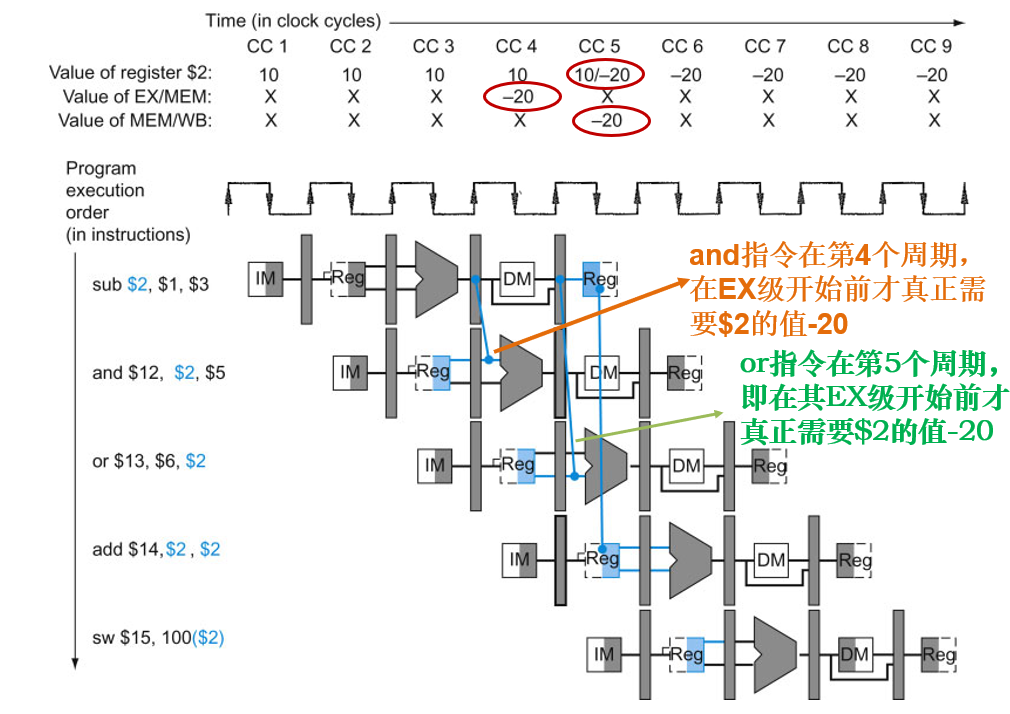 Time (in clock cycles)
CC 1 CC 2 CC 3 CC 4 CC 5 CC 6 CC 7 CC 8 CC 9
Value of register $2: 10 10 10 10 10/–20 –20 –20 –20 –20
Value of EX/MEM: X X X –20 X X X X X
Value of MEM/WB: X X X X –20 X X X X
Program
execution
order
(in instructions)
sub $2, $1, $3
IM Reg DM Reg
and指令在第4个周期，
在EX级开始前才真正需
要$2的值-20
and $12, $2, $5
IM Reg DM Reg
or指令在第5个周期，
即在其EX级开始前才
真正需要$2的值-20
or $13, $6, $2
IM Reg DM Reg
add $14,$2 , $2
IM Reg DM Reg
sw $15, 100($2)
IM Reg DM Reg